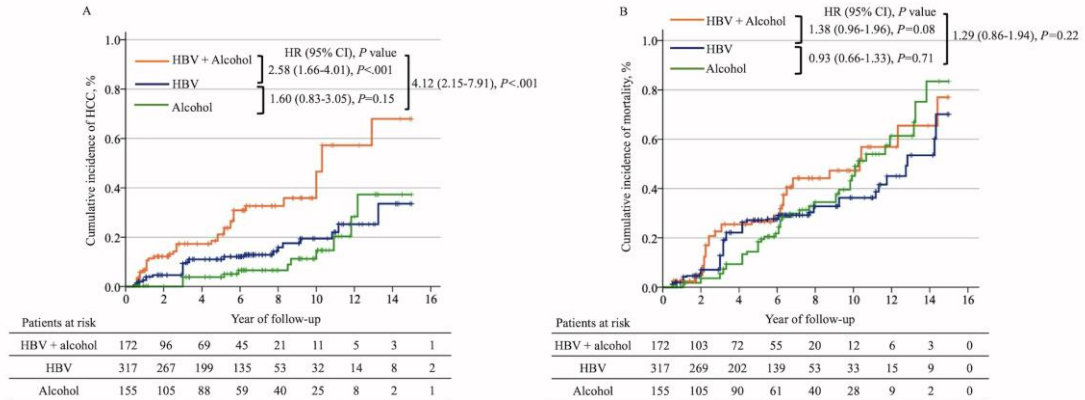 A
HR (95% CI), P value
HBV + Alcohol
2.58 (1.66-4.01), P<.001
HBV
4.12 (2.15-7.91), P<.001
1.60 (0.83-3.05), P=0.15
Alcohol
Cumulative incidence of HCC, %
1.0
0.8
0.6
0.4
0.2
0.0
0 2 4 6 8 10 12 14 16
Year of follow-up
Patients at risk
HBV + alcohol 172 96 69 45 21 11 5 3 1
HBV 317 267 199 135 53 32 14 8 2
Alcohol 155 105 88 59 40 25 8 2 1
B
HR (95% CI), P value
HBV + Alcohol
1.38 (0.96-1.96), P=0.08
1.29 (0.86-1.94), P=0.22
HBV
0.93 (0.66-1.33), P=0.71
Alcohol
Cumulative incidence of mortality, %
1.0
0.8
0.6
0.4
0.2
0.0
0 2 4 6 8 10 12 14 16
Year of follow-up
Patients at risk
HBV + alcohol 172 103 72 55 20 12 6 3 0
HBV 317 269 202 139 53 33 15 9 0
Alcohol 155 105 90 61 40 28 9 2 0